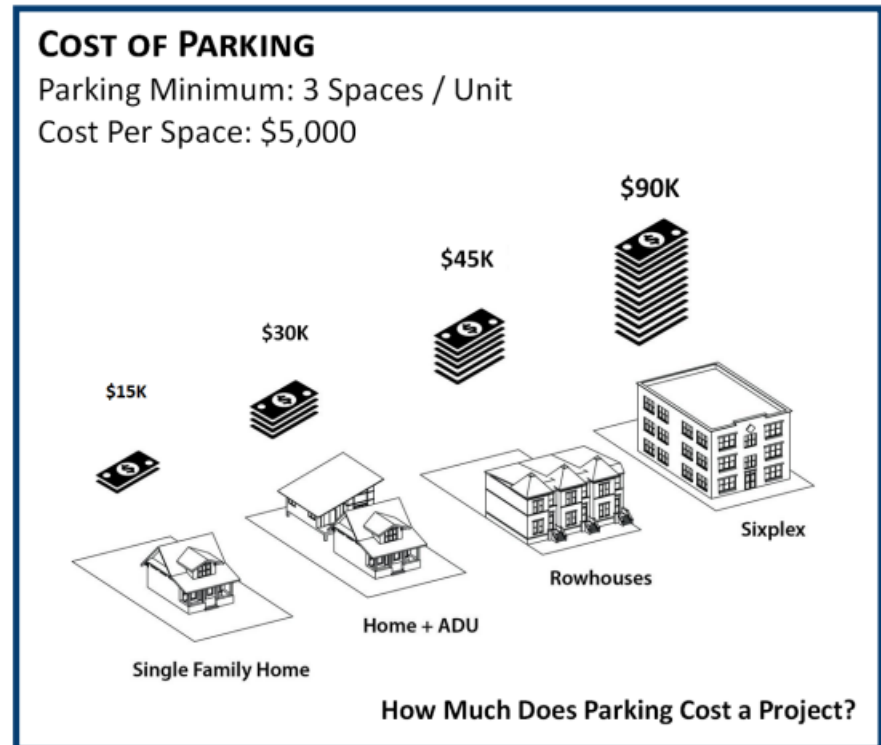 COST OF PARKING
Parking Minimum: 3 Spaces / Unit
Cost Per Space: $5,000
$90K
$45K
$30K
$15K
Sixplex
Rowhouses
Home + ADU
Single Family Home
How Much Does Parking Cost a Project?